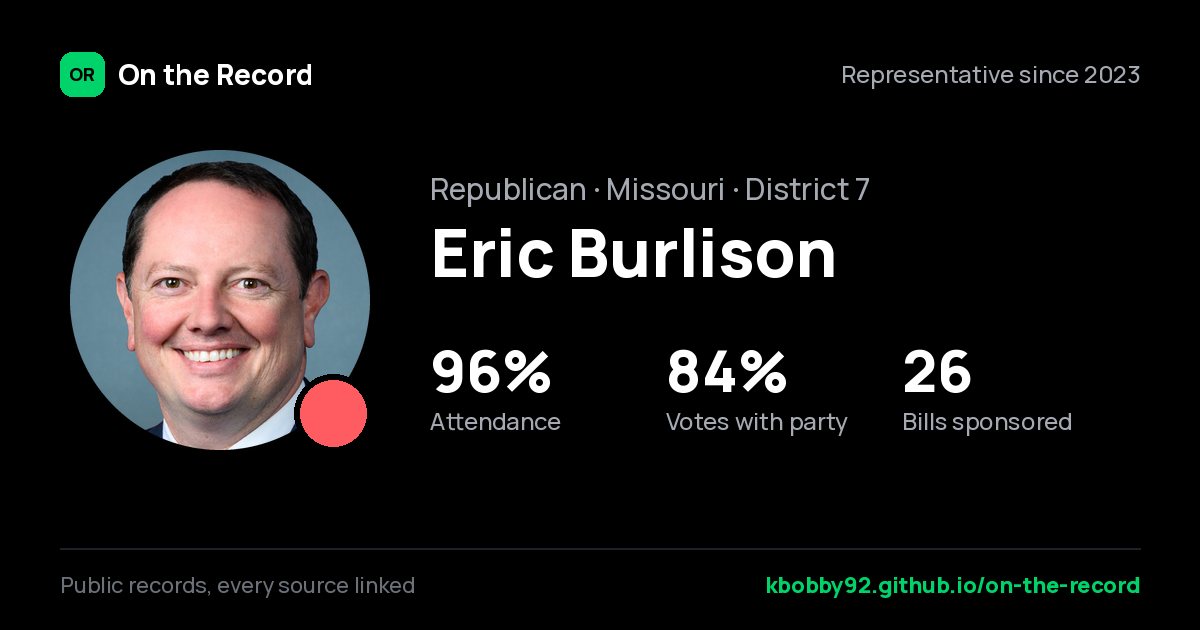 OR On the Record
Representative since 2023
Republican · Missouri · District 7
Eric Burlison
96% 84% 26
Attendance Votes with party Bills sponsored
Public records, every source linked
kbobby92.github.io/on-the-record